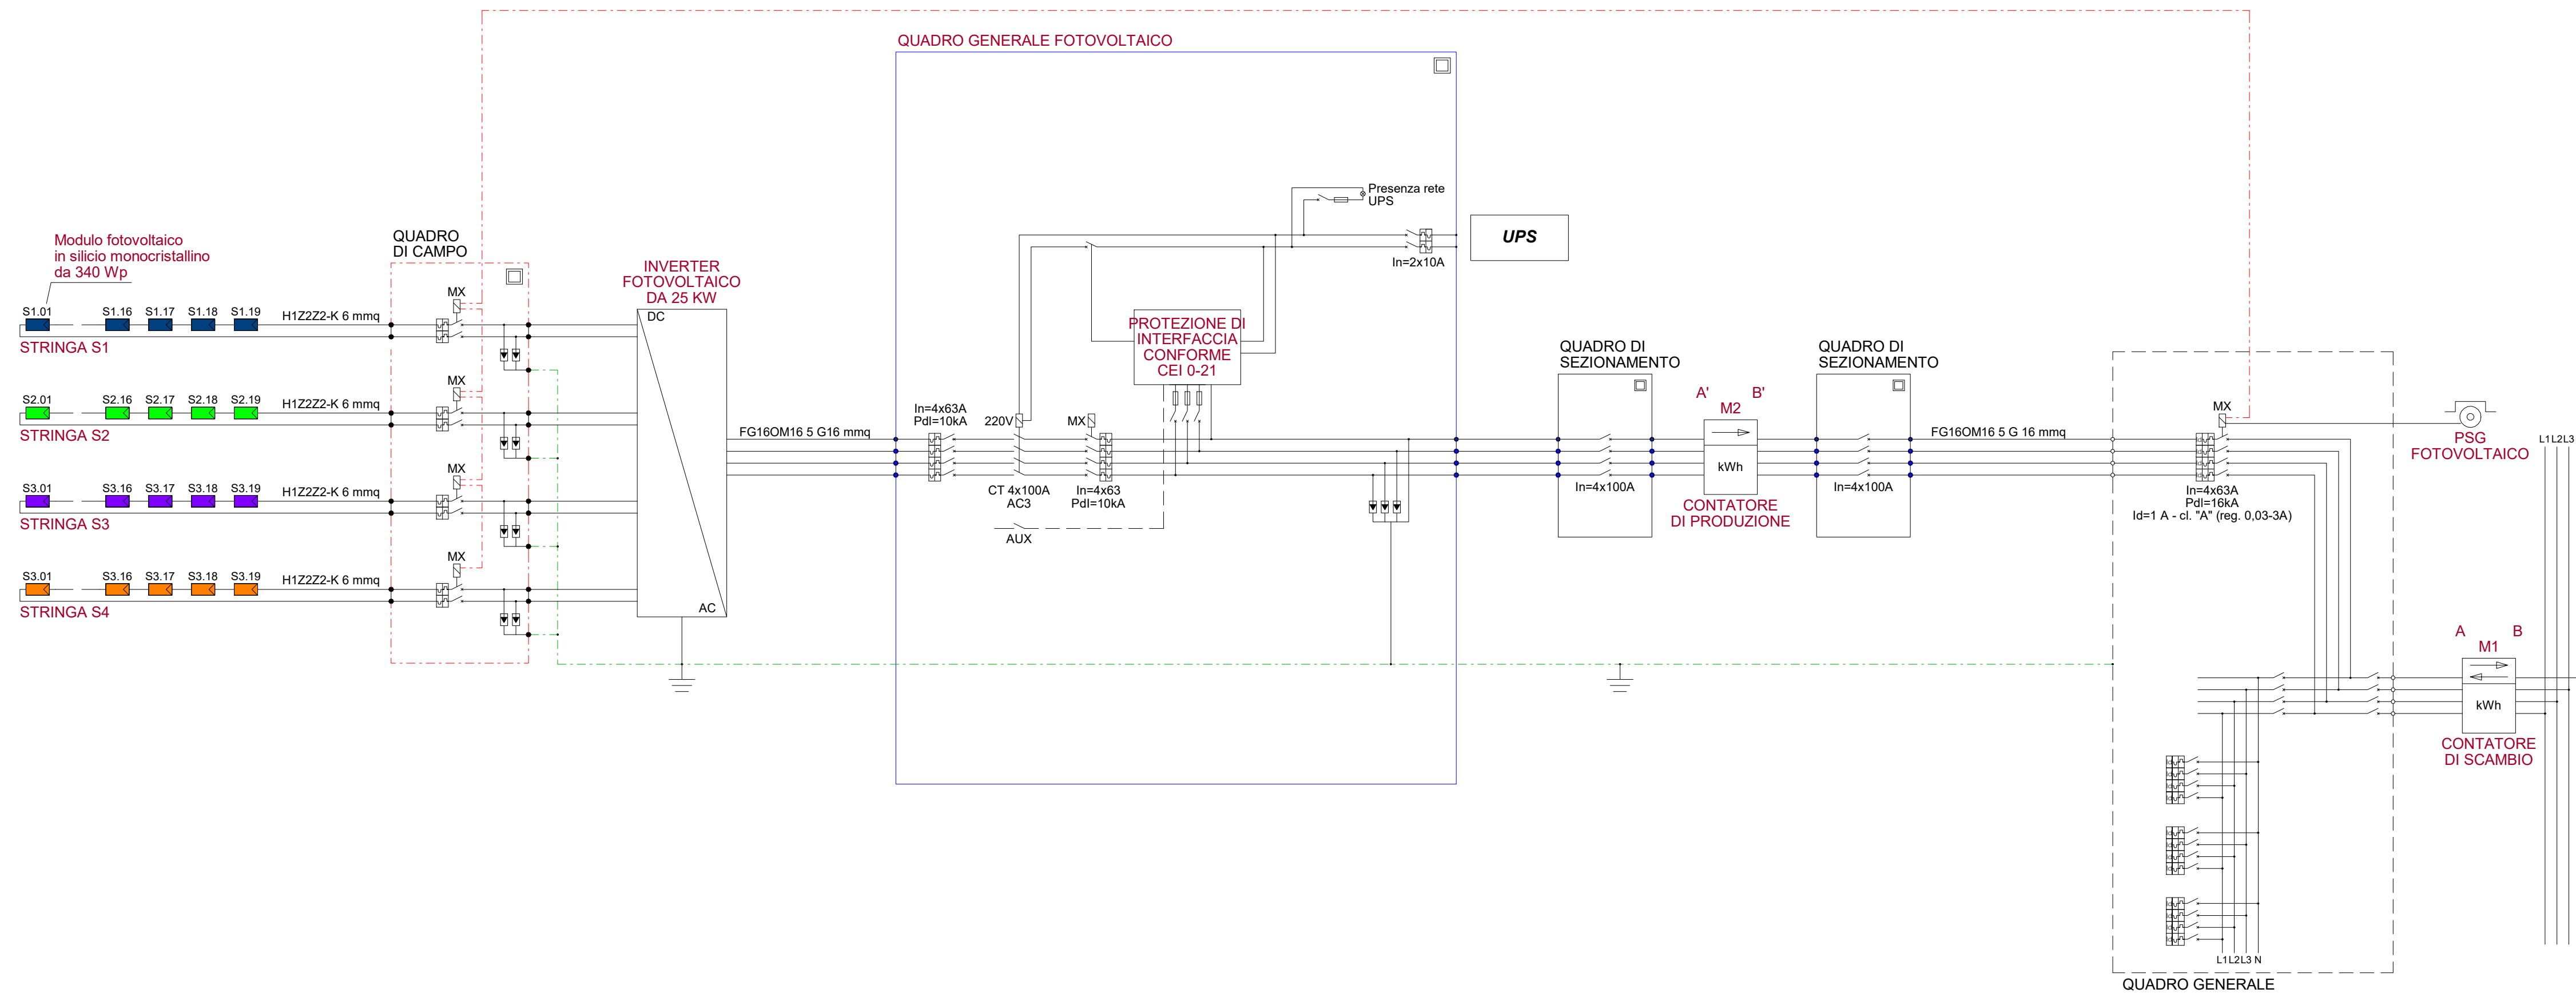 QUADRO GENERALE FOTOVOLTAICO
Presenza rete
UPS
UPS
In=2x10A
Modulo fotovoltaico
in silicio monocristallino
da 340 Wp
QUADRO
DI CAMPO
INVERTER
FOTOVOLTAICO
DA 25 KW
DC
AC
MX
S1.01 S1.16 S1.17 S1.18 S1.19
H1Z2Z2-K 6 mmq
STRINGA S1
MX
S2.01 S2.16 S2.17 S2.18 S2.19
H1Z2Z2-K 6 mmq
STRINGA S2
MX
S3.01 S3.16 S3.17 S3.18 S3.19
H1Z2Z2-K 6 mmq
STRINGA S3
MX
S3.01 S3.16 S3.17 S3.18 S3.19
H1Z2Z2-K 6 mmq
STRINGA S4
FG16OM16 5 G16 mmq
PROTEZIONE DI
INTERFACCIA
CONFORME
CEI 0-21
In=4x63A
PdI=10kA
220V
MX
CT 4x100A
AC3
In=4x63
PdI=10kA
AUX
QUADRO DI
SEZIONAMENTO
In=4x100A
A' B'
M2
kWh
CONTATORE
DI PRODUZIONE
QUADRO DI
SEZIONAMENTO
In=4x100A
FG16OM16 5 G 16 mmq
MX
In=4x63A
PdI=16kA
Id=1 A - cl. "A" (reg. 0,03-3A)
PSG
FOTOVOLTAICO
L1L2L3
A B
M1
kWh
CONTATORE
DI SCAMBIO
L1L2L3 N
QUADRO GENERALE